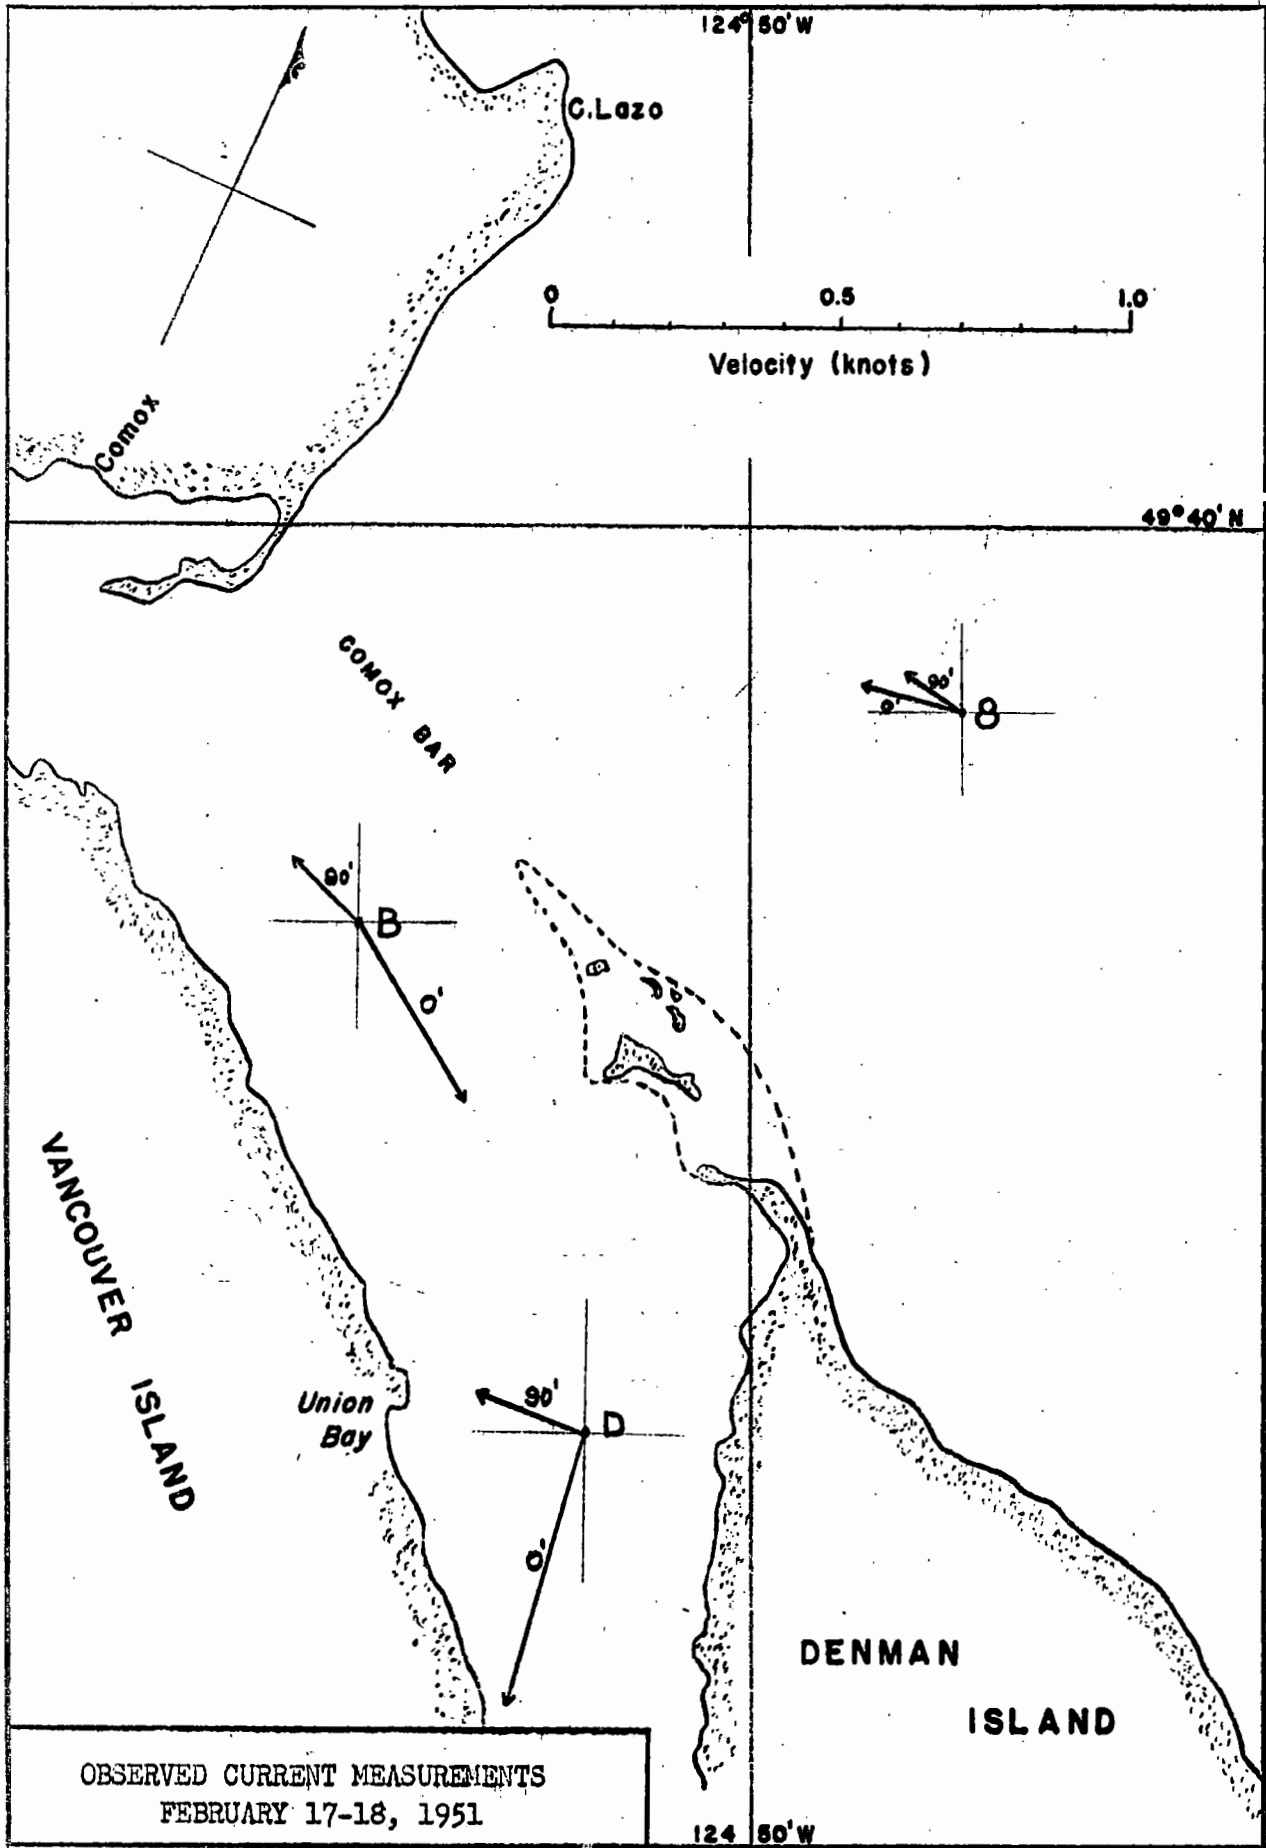 124° 50' W
C. Lazo
0 0.5 1.0
Velocity (knots)
Comox
49° 40' N
COMOX BAR
90'
0'
8
90'
B
0'
VANCOUVER ISLAND
Union
Bay
90'
D
0'
DENMAN
ISLAND
OBSERVED CURRENT MEASUREMENTS
FEBRUARY 17-18, 1951
124 50' W